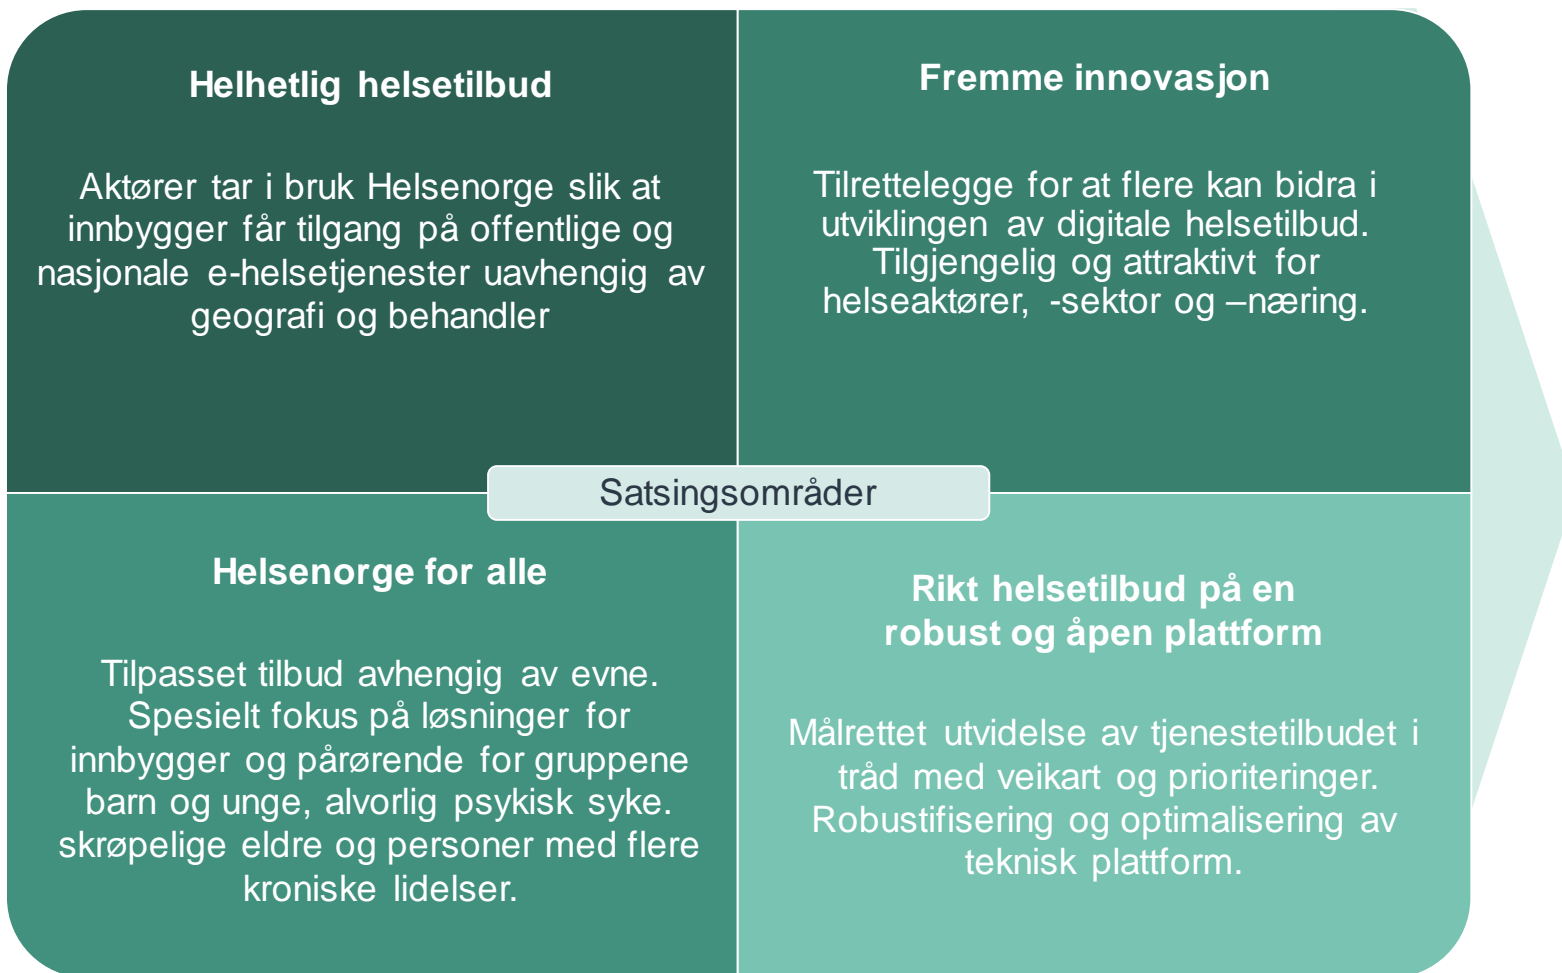 Helhetlig helsetilbud
Aktører tar i bruk Helsenorge slik at
innbygger får tilgang på offentlige og
nasjonale e-helsetjenester uavhengig av
geografi og behandler
Fremme innovasjon
Tilrettelegge for at flere kan bidra i
utviklingen av digitale helsetilbud.
Tilgjengelig og attraktivt for
helseaktører, -sektor og –næring.
Satsingsområder
Helsenorge for alle
Tilpasset tilbud avhengig av evne.
Spesielt fokus på løsninger for
innbygger og pårørende for gruppene
barn og unge, alvorlig psykisk syke.
skrøpelige eldre og personer med flere
kroniske lidelser.
Rikt helsetilbud på en
robust og åpen plattform
Målrettet utvidelse av tjenestetilbudet i
tråd med veikart og prioriteringer.
Robustifisering og optimalisering av
teknisk plattform.